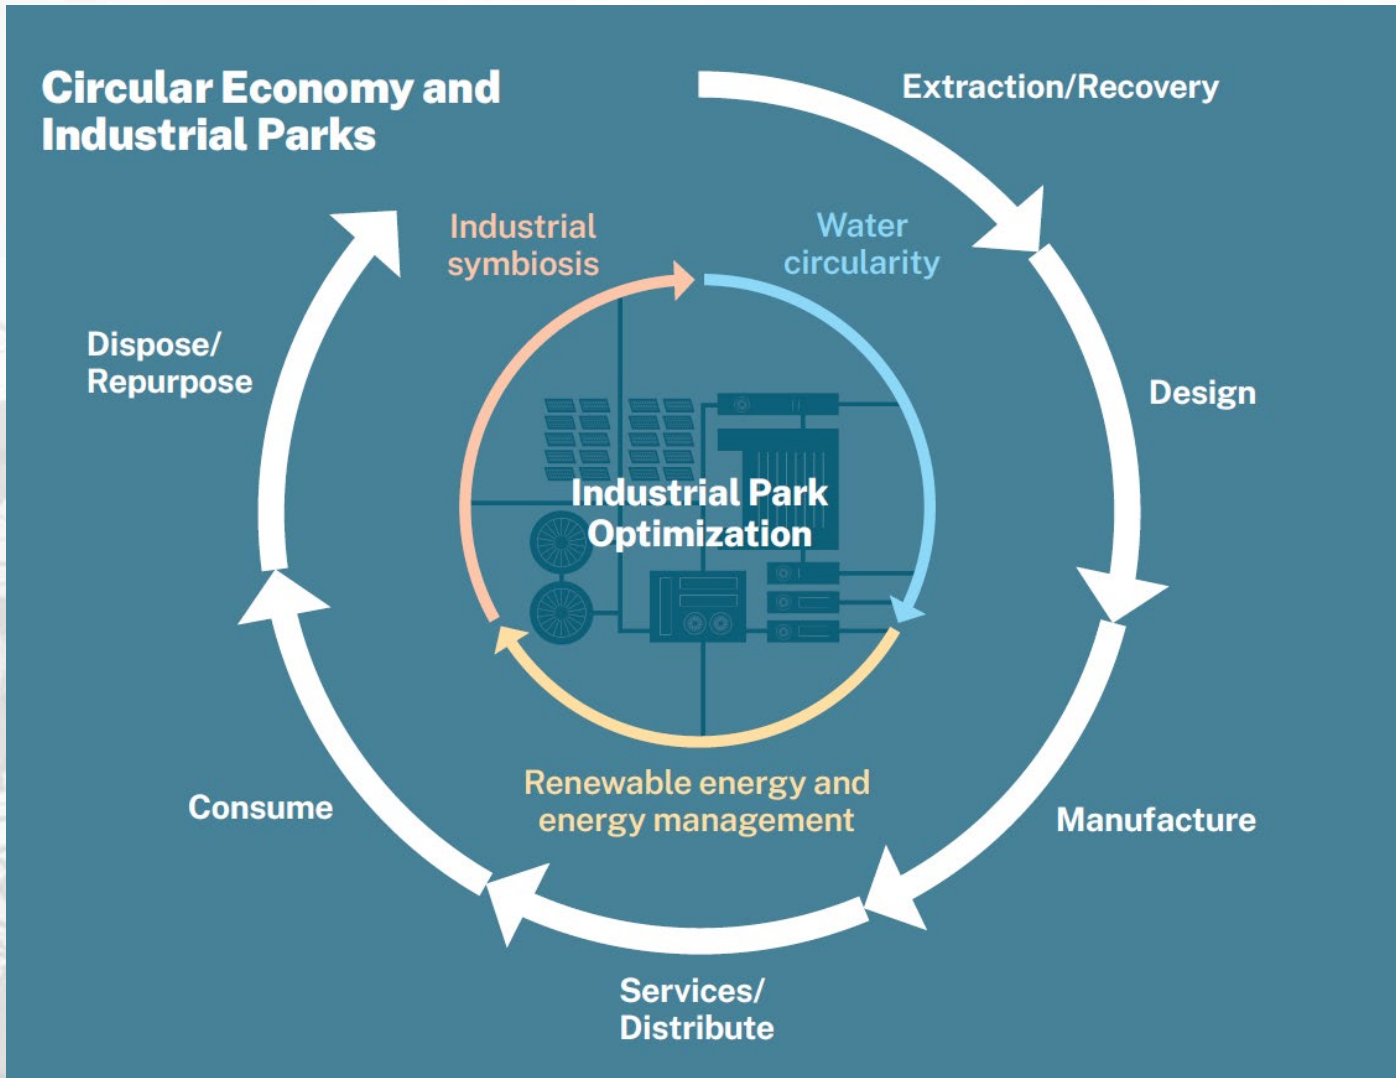 Circular Economy and
Industrial Parks
Extraction/Recovery
Industrial
symbiosis
Water
circularity
Dispose/
Repurpose
Design
Industrial Park
Optimization
Renewable energy and
energy management
Consume
Manufacture
Services/
Distribute